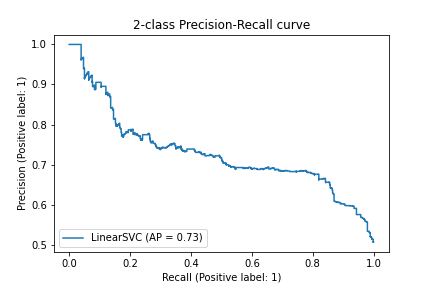 2-class Precision-Recall curve
Precision (Positive label: 1)
1.0
0.9
0.8
0.7
0.6
0.5
LinearSVC (AP = 0.73)
0.0 0.2 0.4 0.6 0.8 1.0
Recall (Positive label: 1)